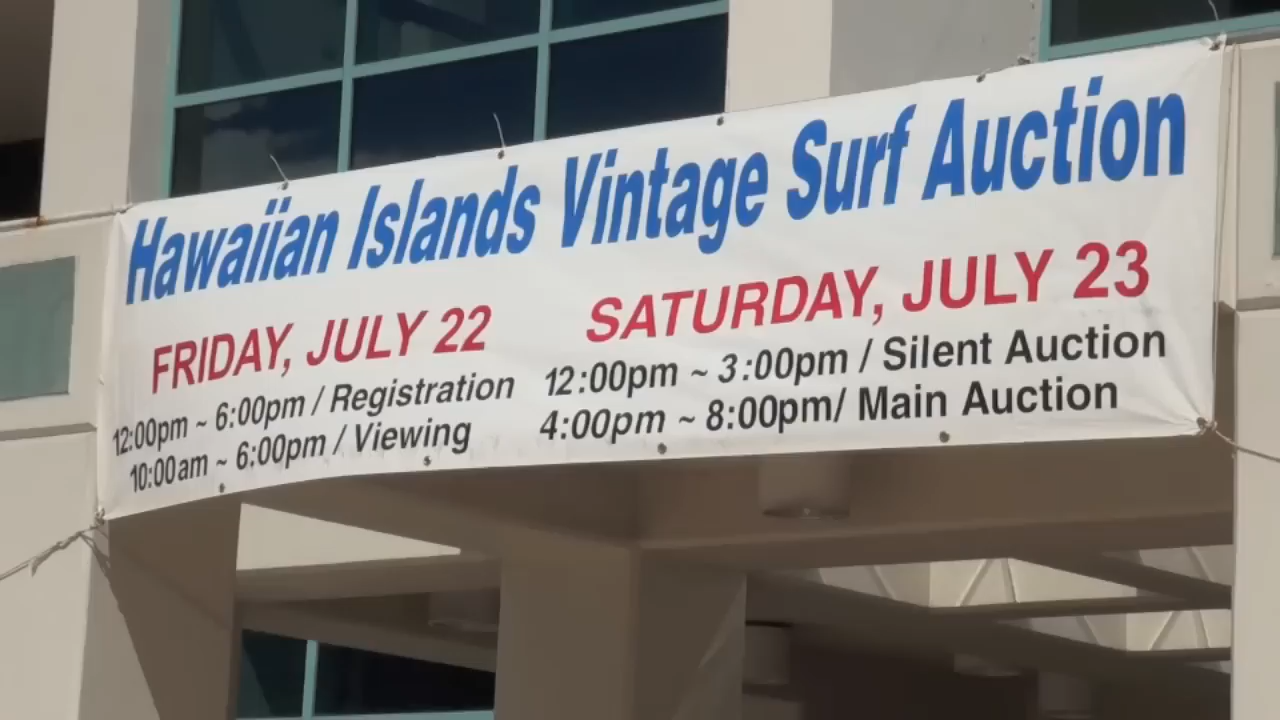 Hawaiian Islands Vintage Surf Auction
FRIDAY, JULY 22
12:00pm ~ 6:00pm / Registration
10:00am ~ 6:00pm / Viewing
SATURDAY, JULY 23
12:00pm ~ 3:00pm / Silent Auction
4:00pm ~ 8:00pm/ Main Auction